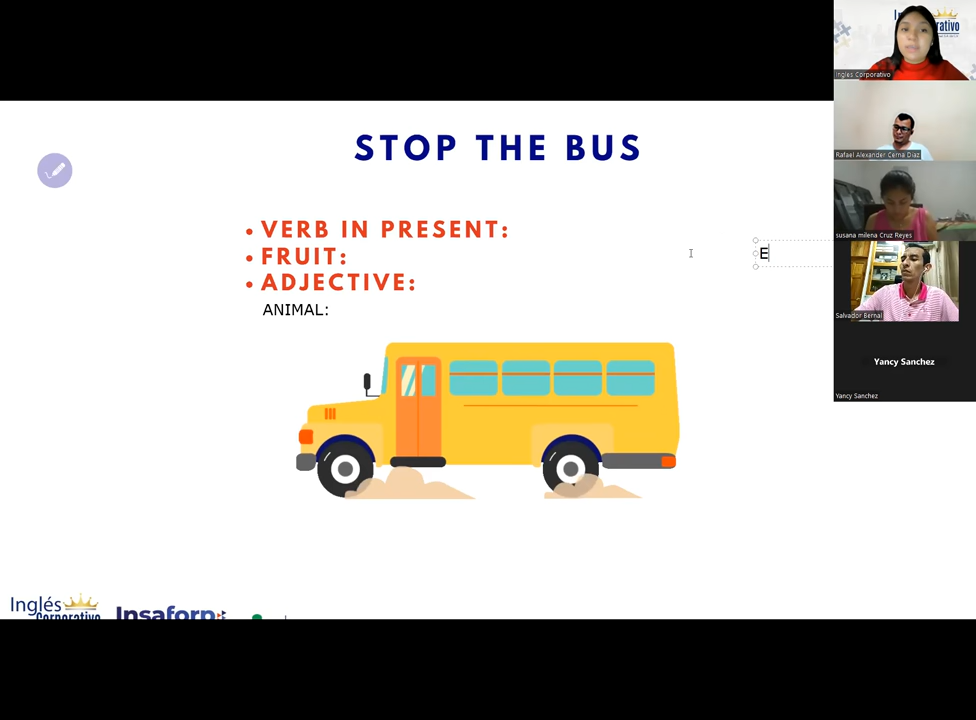 STOP THE BUS
• VERB IN PRESENT:
• FRUIT:
• ADJECTIVE:
ANIMAL:
E
Inglés Corporativo
Rafael Alexander Cerna Diaz
susana milena Cruz Reyes
Salvador Bernal
Yancy Sanchez
Yancy Sanchez
Inglés
Corporativo
Insaforp